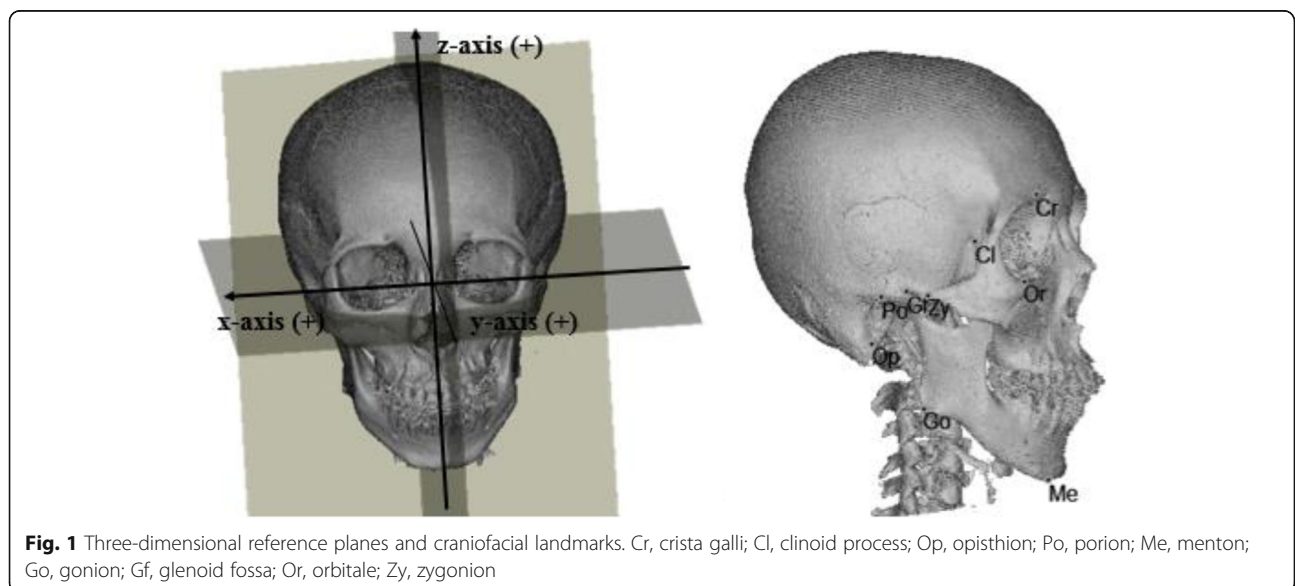 z-axis (+)
x-axis (+)
y-axis (+)
Cr
Cl
Or
Po
Gf
Zy
Op
Go
Me
Fig. 1 Three-dimensional reference planes and craniofacial landmarks. Cr, crista galli; Cl, clinoid process; Op, opisthion; Po, porion; Me, menton;
Go, gonion; Gf, glenoid fossa; Or, orbitale; Zy, zygonion